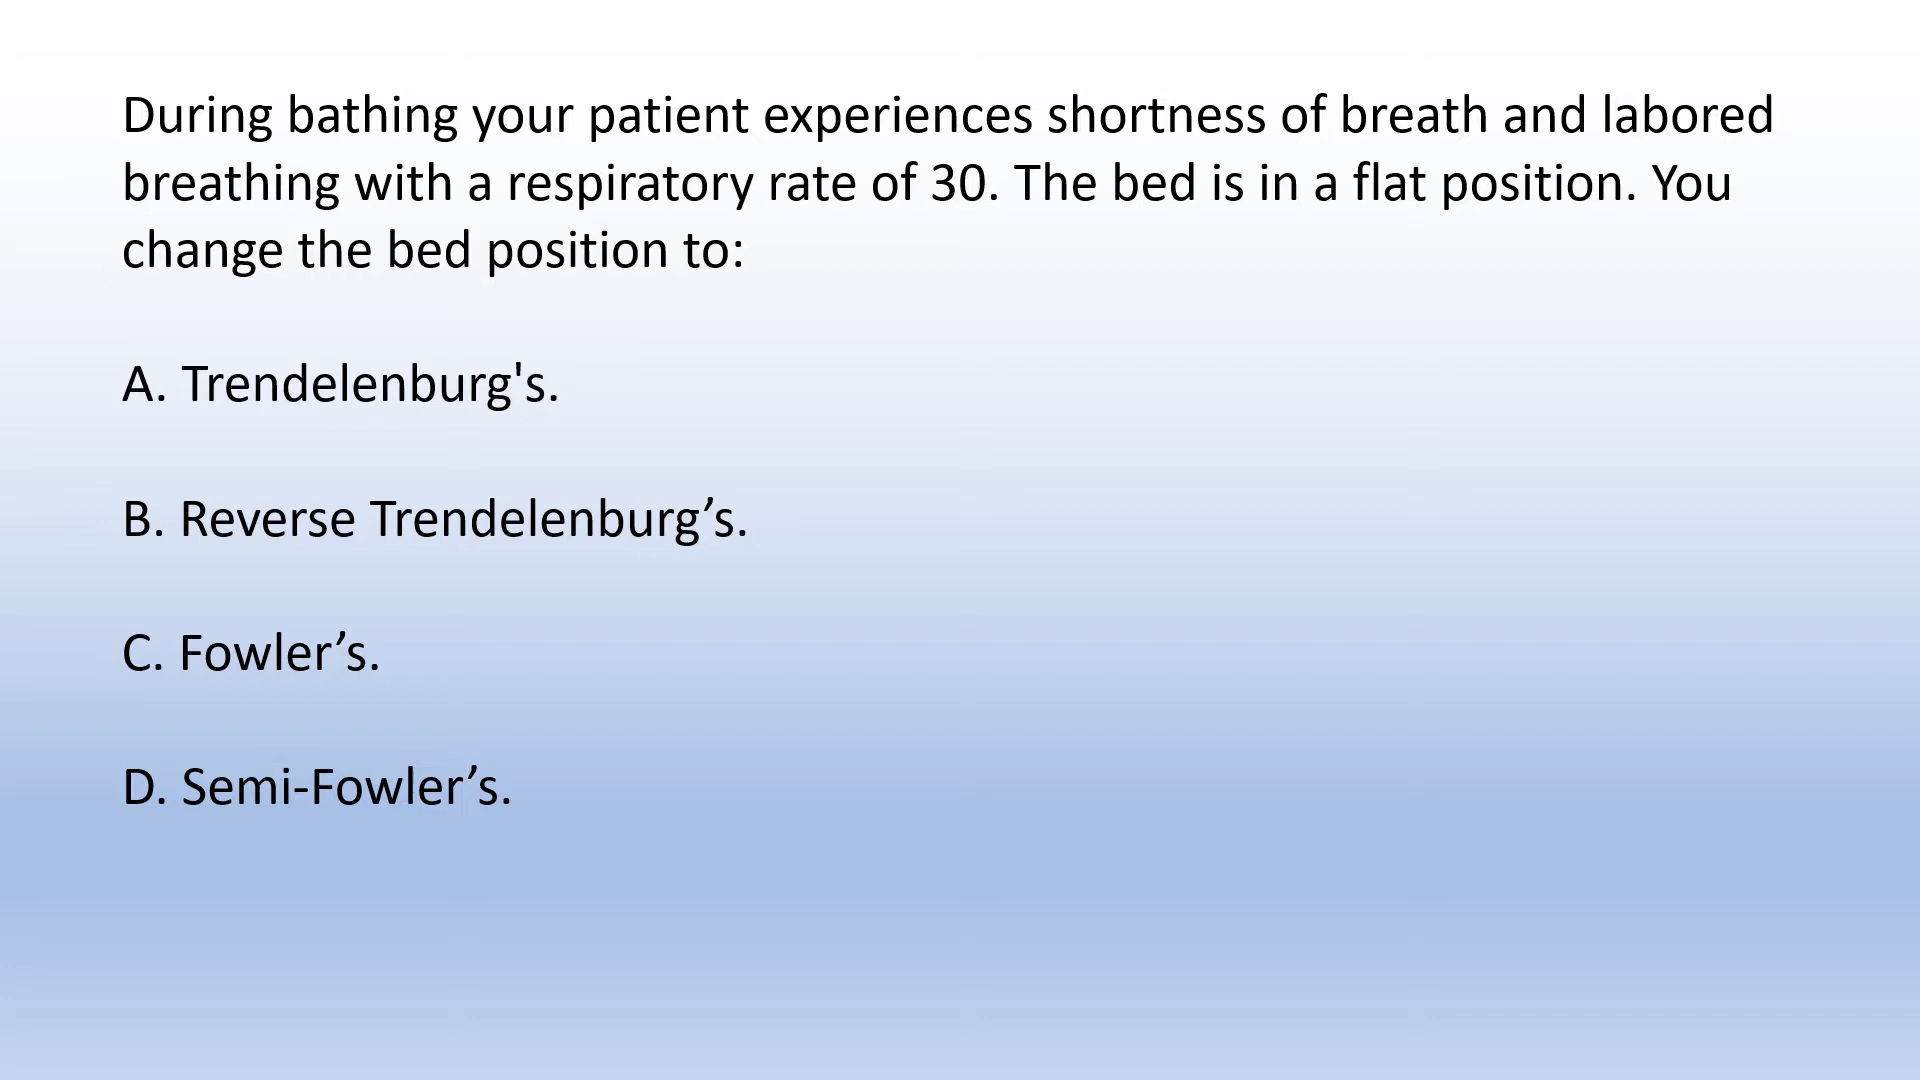 During bathing your patient experiences shortness of breath and labored
breathing with a respiratory rate of 30. The bed is in a flat position. You
change the bed position to:
A. Trendelenburg's.
B. Reverse Trendelenburg’s.
C. Fowler’s.
D. Semi-Fowler’s.